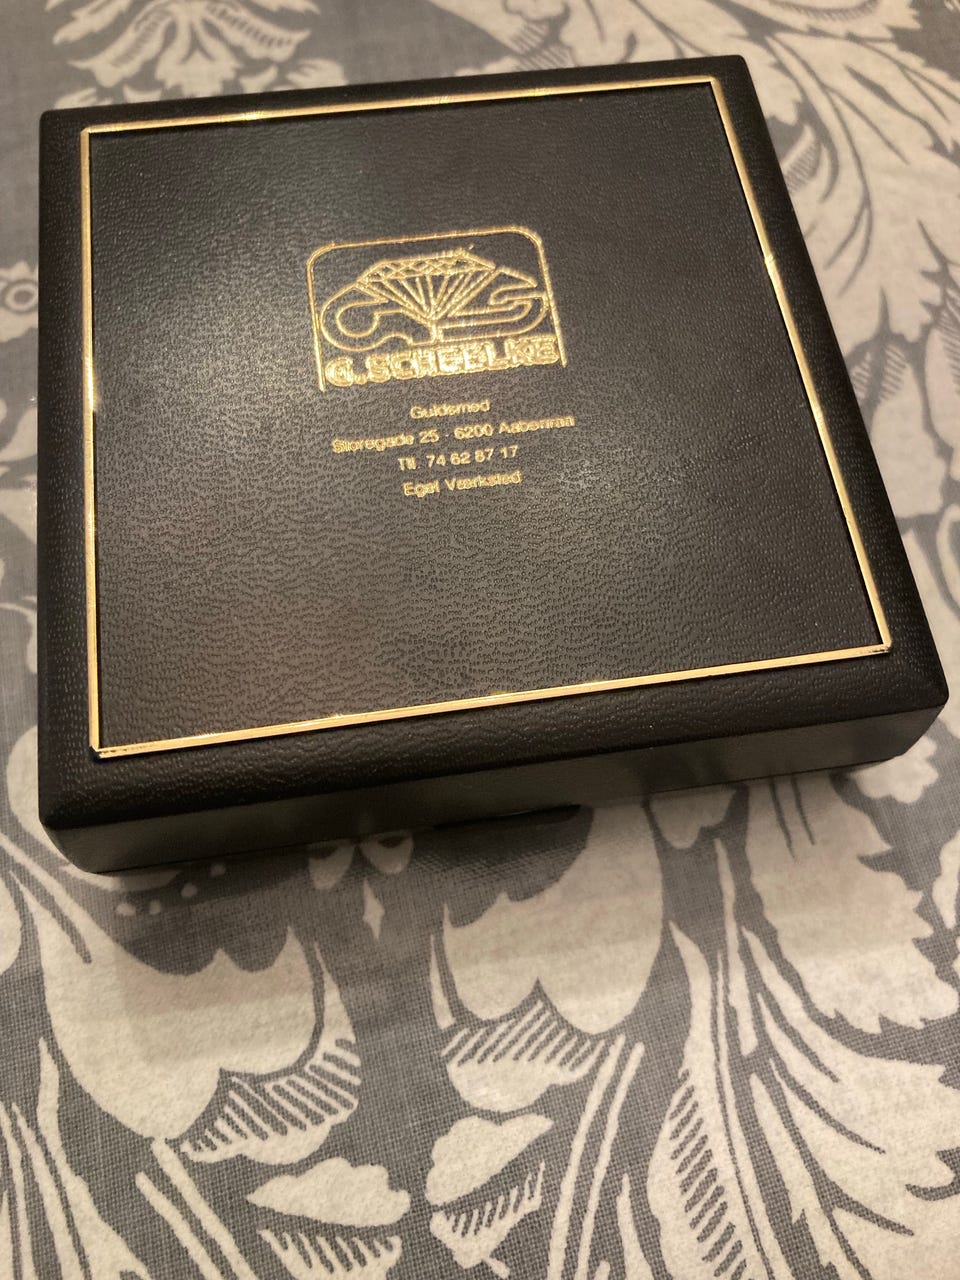 G.SCHEELKE
Guldsmed
Storegade 25 - 6200 Aabenraa
Tlf. 74 62 87 17
Eget Værksted